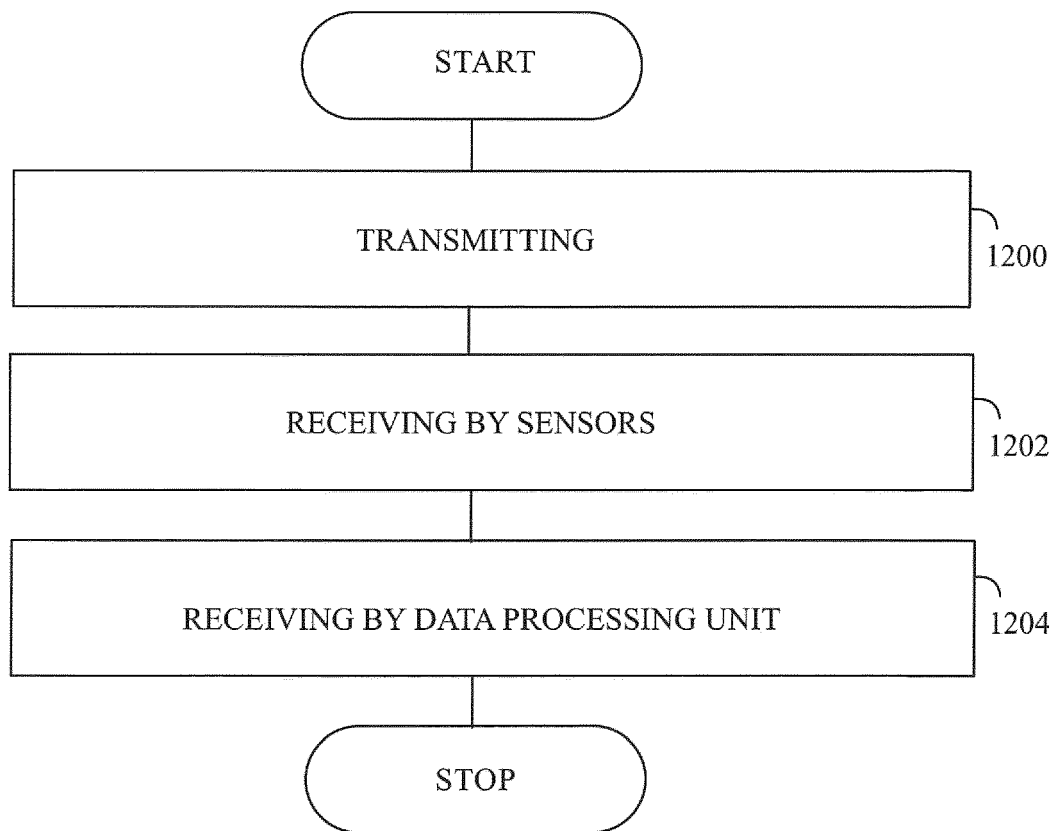 START
TRANSMITTING
1200
RECEIVING BY SENSORS
1202
RECEIVING BY DATA PROCESSING UNIT
1204
STOP